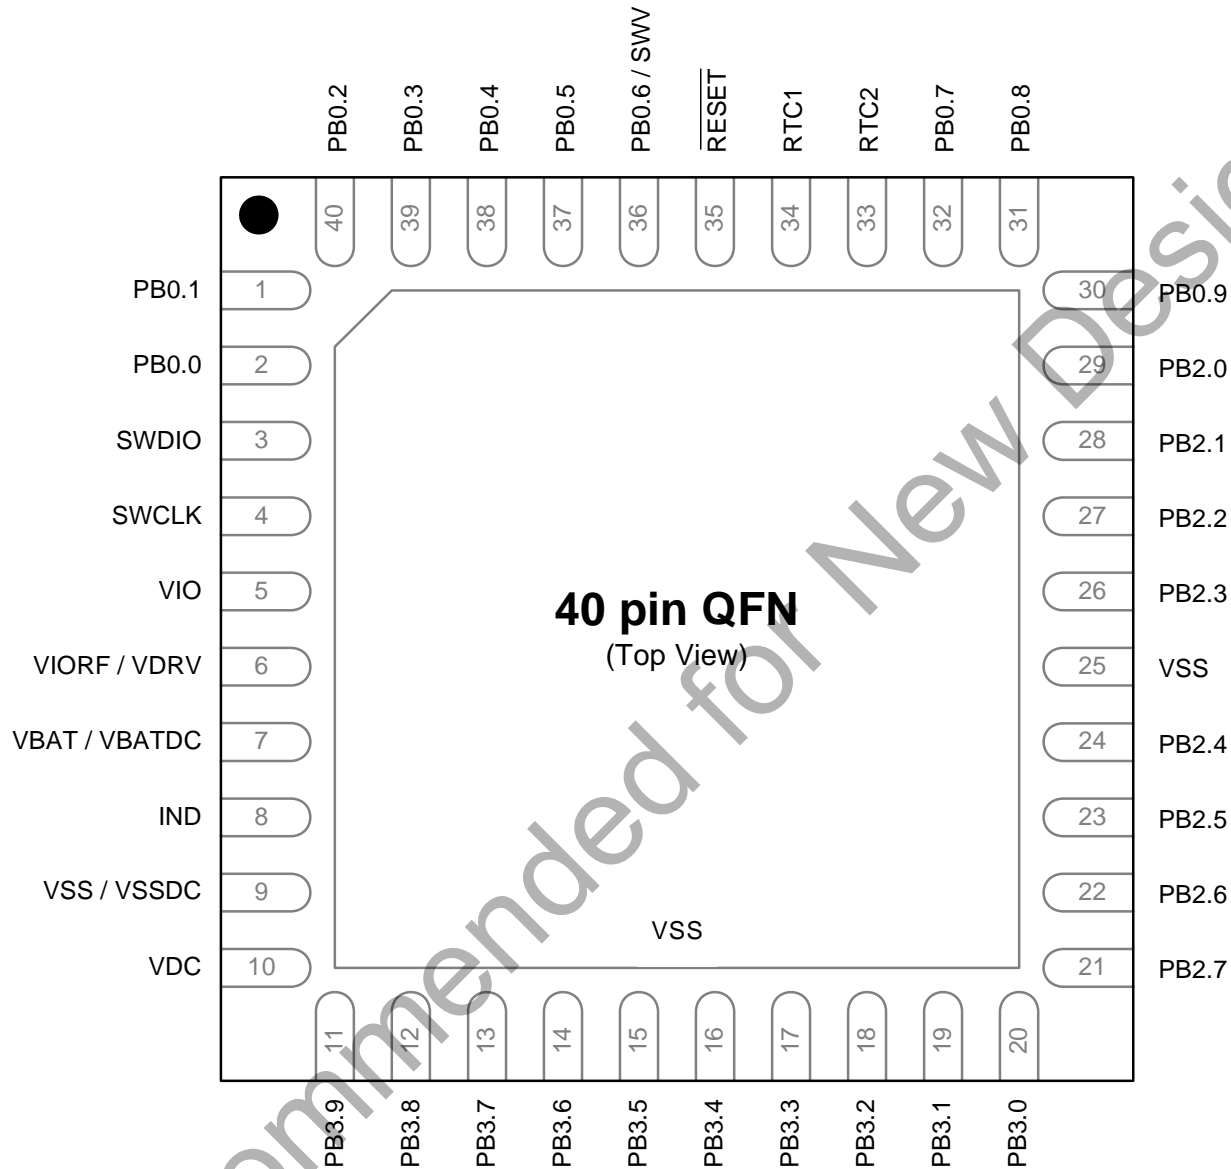 PB0.2
PB0.3
PB0.4
PB0.5
PB0.6 / SWV
RESET
RTC1
RTC2
PB0.7
PB0.8
40
39
38
37
36
35
34
33
32
31
PB0.1 1
PB0.0 2
SWDIO 3
SWCLK 4
VIO 5
VIORF / VDRV 6
VBAT / VBATDC 7
IND 8
VSS / VSSDC 9
VDC 10
30 PB0.9
29 PB2.0
28 PB2.1
27 PB2.2
26 PB2.3
25 VSS
24 PB2.4
23 PB2.5
22 PB2.6
21 PB2.7
40 pin QFN
(Top View)
VSS
11
12
13
14
15
16
17
18
19
20
PB3.9
PB3.8
PB3.7
PB3.6
PB3.5
PB3.4
PB3.3
PB3.2
PB3.1
PB3.0
ommended for New Desig